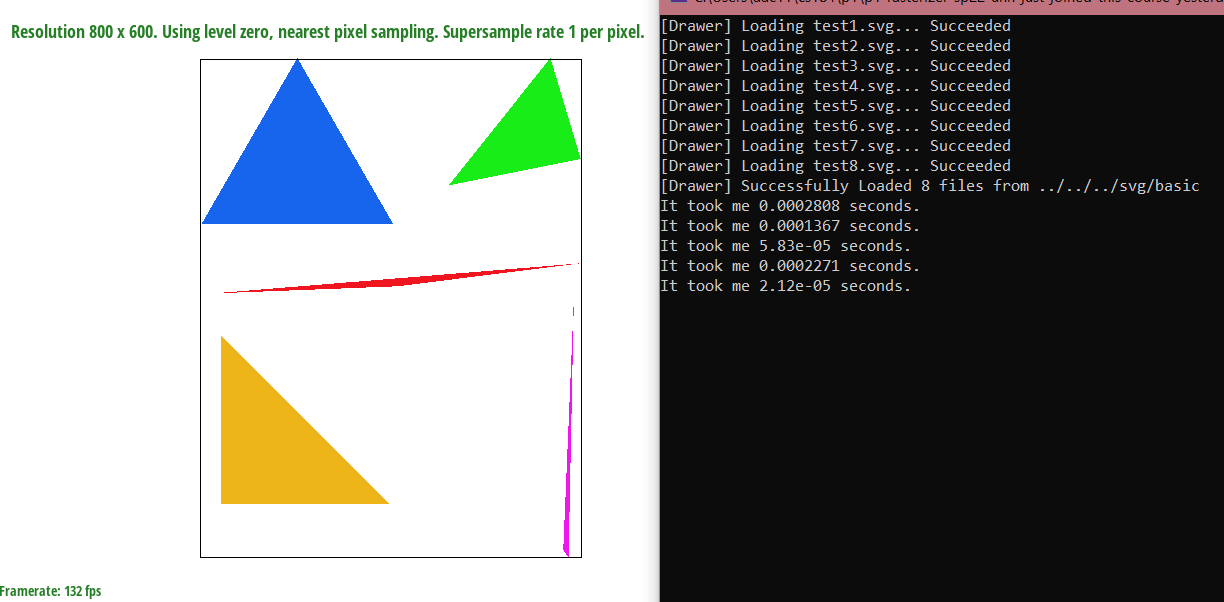 Resolution 800 x 600. Using level zero, nearest pixel sampling. Supersample rate 1 per pixel.
Framerate: 132 fps
[Drawer] Loading test1.svg... Succeeded
[Drawer] Loading test2.svg... Succeeded
[Drawer] Loading test3.svg... Succeeded
[Drawer] Loading test4.svg... Succeeded
[Drawer] Loading test5.svg... Succeeded
[Drawer] Loading test6.svg... Succeeded
[Drawer] Loading test7.svg... Succeeded
[Drawer] Loading test8.svg... Succeeded
[Drawer] Successfully Loaded 8 files from ../../../svg/basic
It took me 0.0002808 seconds.
It took me 0.0001367 seconds.
It took me 5.83e-05 seconds.
It took me 0.0002271 seconds.
It took me 2.12e-05 seconds.